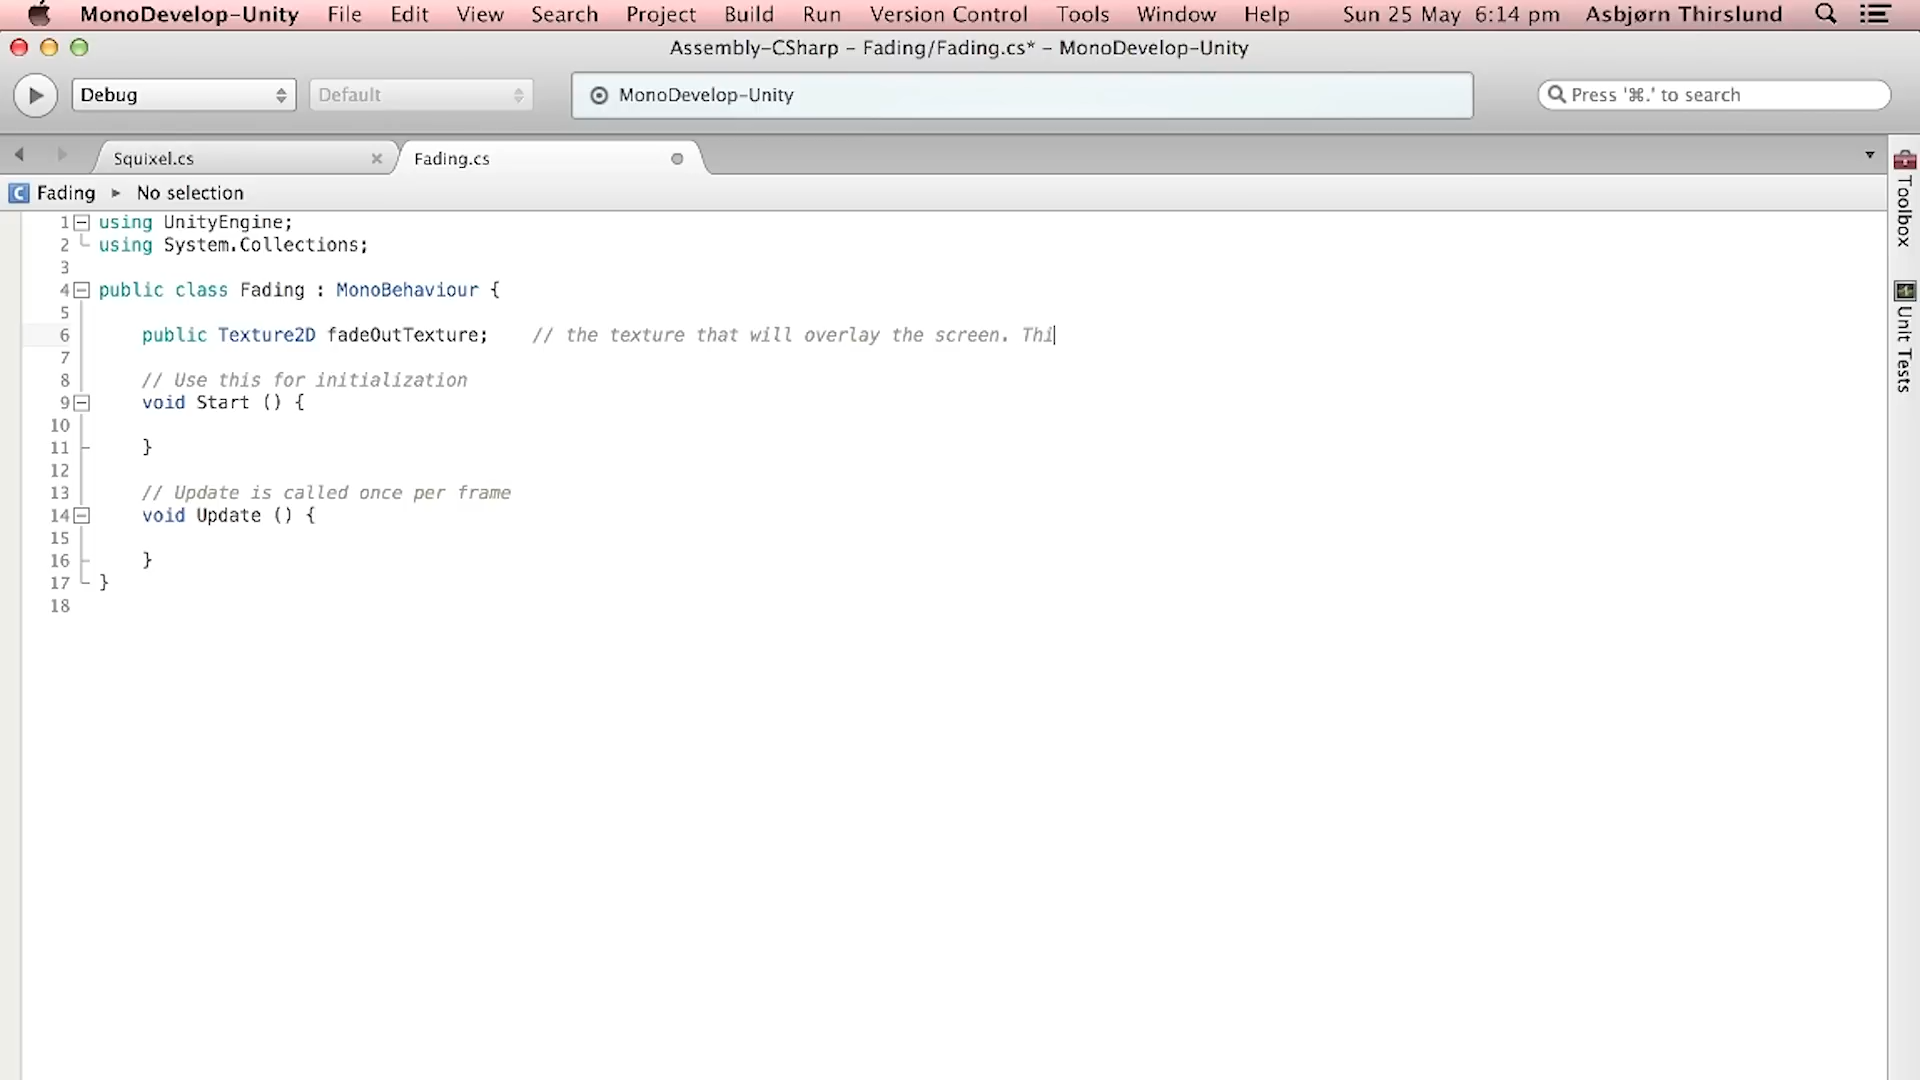 MonoDevelop-Unity File Edit View Search Project Build Run Version Control Tools Window Help Sun 25 May 6:14 pm Asbjørn Thirslund
Assembly-CSharp – Fading/Fading.cs* – MonoDevelop-Unity
Debug Default MonoDevelop-Unity Press '⌘.' to search
Squixel.cs Fading.cs
Fading No selection
Toolbox
Unit Tests
1 using UnityEngine;
2 using System.Collections;
3
4 public class Fading : MonoBehaviour {
5
6 public Texture2D fadeOutTexture; // the texture that will overlay the screen. Thi
7
8 // Use this for initialization
9 void Start () {
10
11 }
12
13 // Update is called once per frame
14 void Update () {
15
16 }
17 }
18